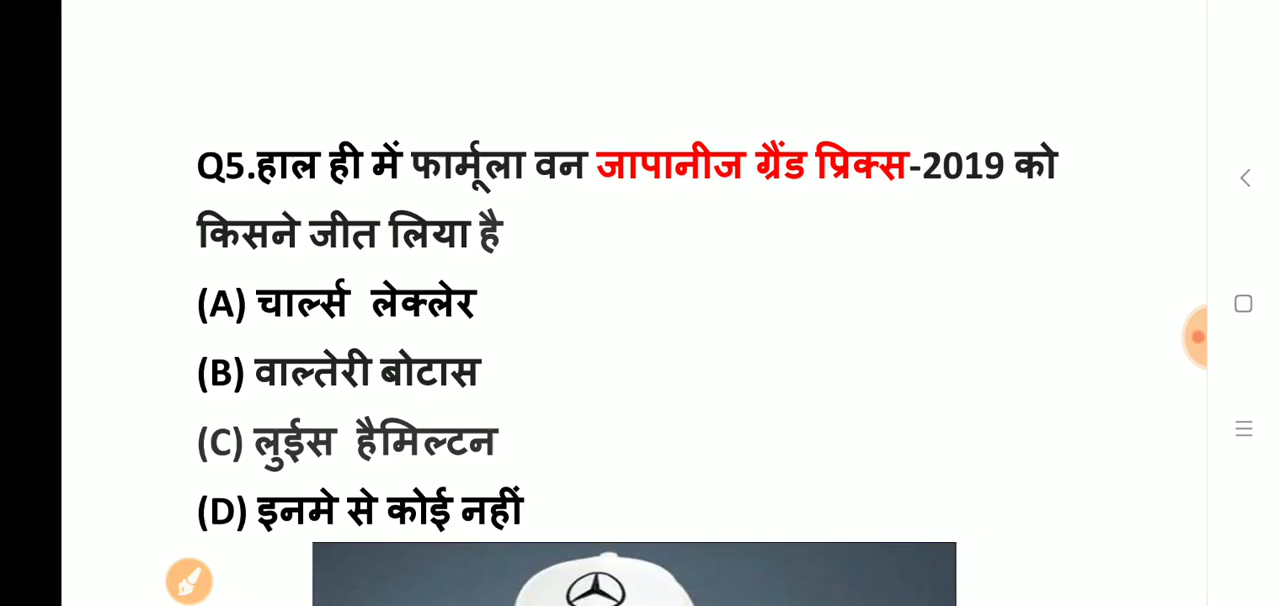 Q5.हाल ही में फार्मूला वन जापानीज ग्रैंड प्रिक्स-2019 को
किसने जीत लिया है
(A) चार्ल्स लेक्लेर
(B) वाल्तेरी बोटास
(C) लुईस हैमिल्टन
(D) इनमे से कोई नहीं